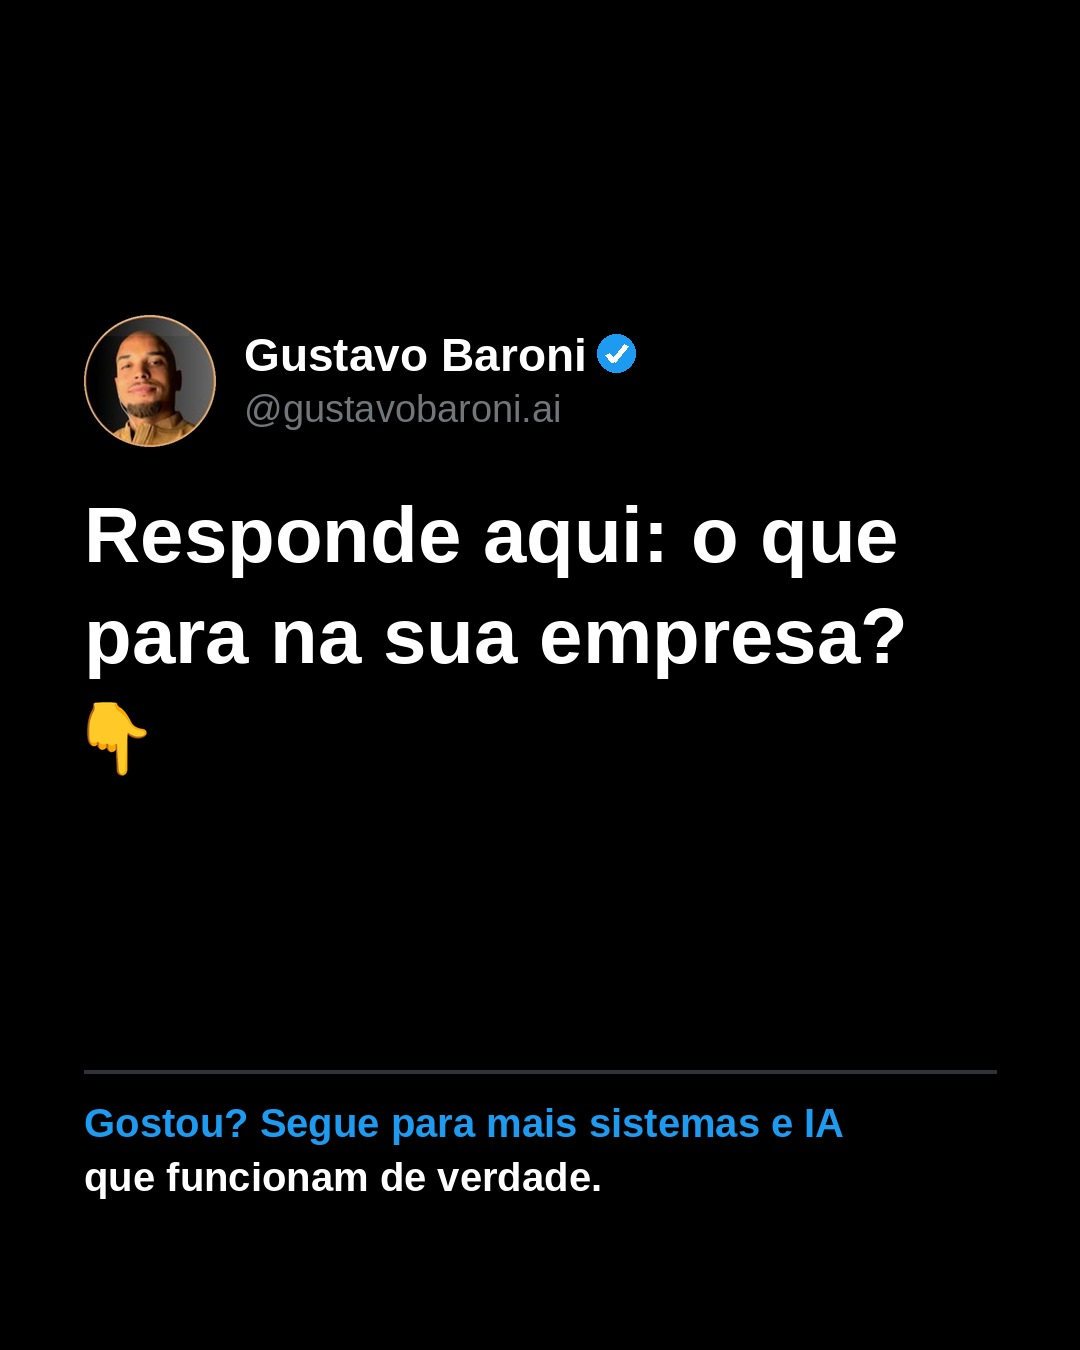 Gustavo Baroni
@gustavobaroni.ai
Responde aqui: o que
para na sua empresa?
👇
Gostou? Segue para mais sistemas e IA
que funcionam de verdade.